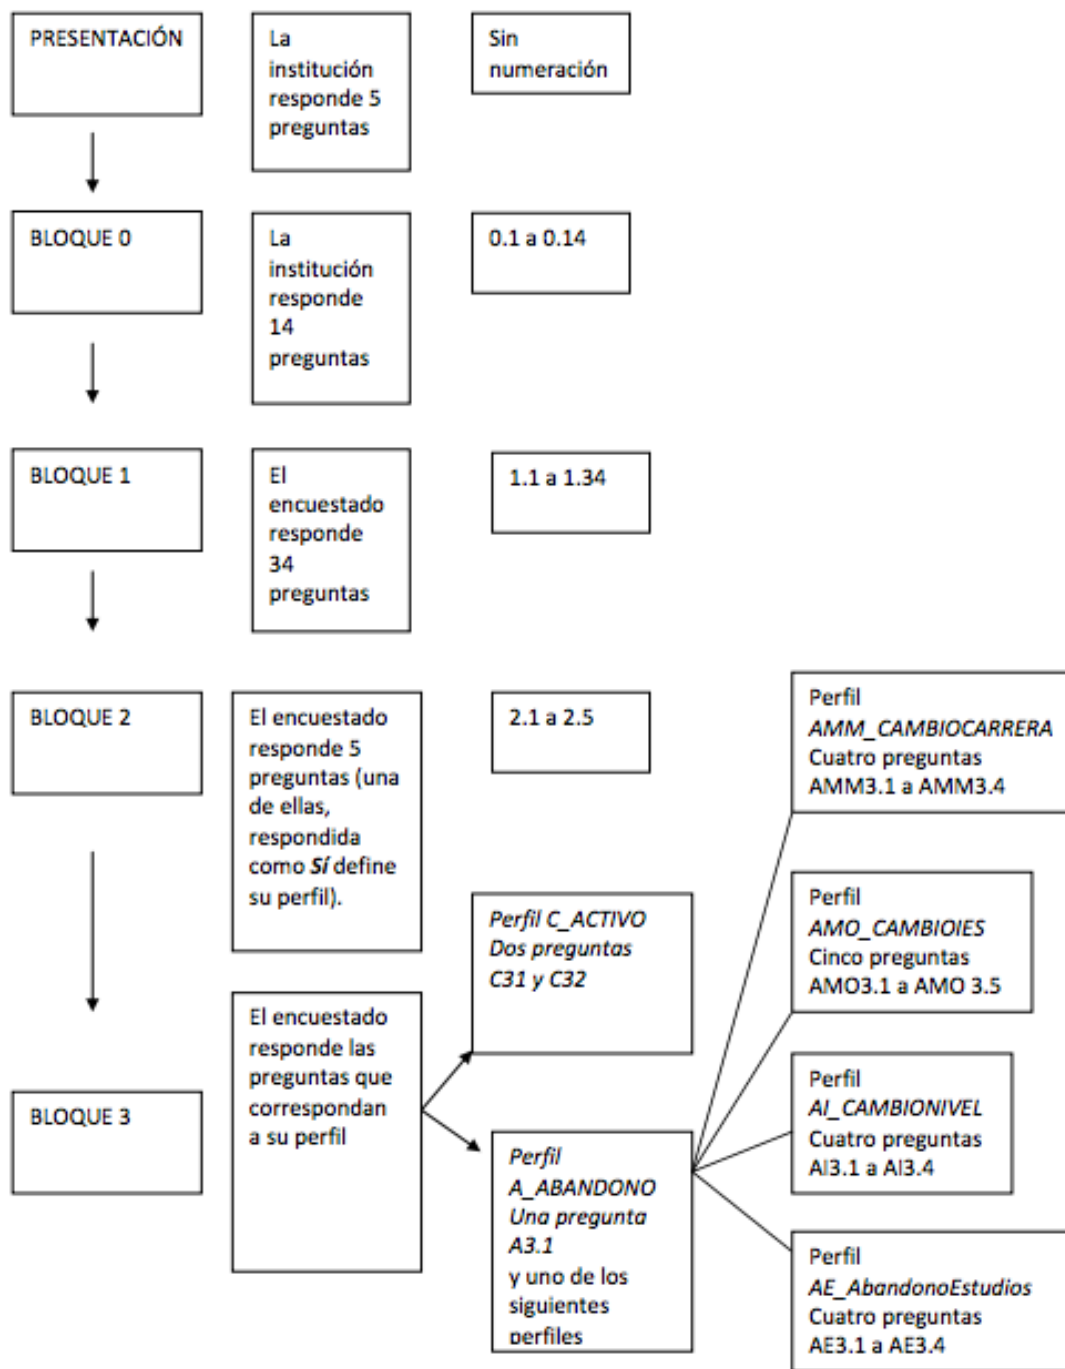 PRESENTACIÓN
La
institución
responde 5
preguntas
Sin
numeración
BLOQUE 0
La
institución
responde
14
preguntas
0.1 a 0.14
BLOQUE 1
El
encuestado
responde
34
preguntas
1.1 a 1.34
BLOQUE 2
El encuestado
responde 5
preguntas (una
de ellas,
respondida
como Sí define
su perfil).
2.1 a 2.5
BLOQUE 3
El encuestado
responde las
preguntas que
correspondan
a su perfil
Perfil C_ACTIVO
Dos preguntas
C31 y C32
Perfil
A_ABANDONO
Una pregunta
A3.1
y uno de los
siguientes
perfiles
Perfil
AMM_CAMBIOCARRERA
Cuatro preguntas
AMM3.1 a AMM3.4
Perfil
AMO_CAMBIOIES
Cinco preguntas
AMO3.1 a AMO 3.5
Perfil
AI_CAMBIONIVEL
Cuatro preguntas
AI3.1 a AI3.4
Perfil
AE_AbandonoEstudios
Cuatro preguntas
AE3.1 a AE3.4